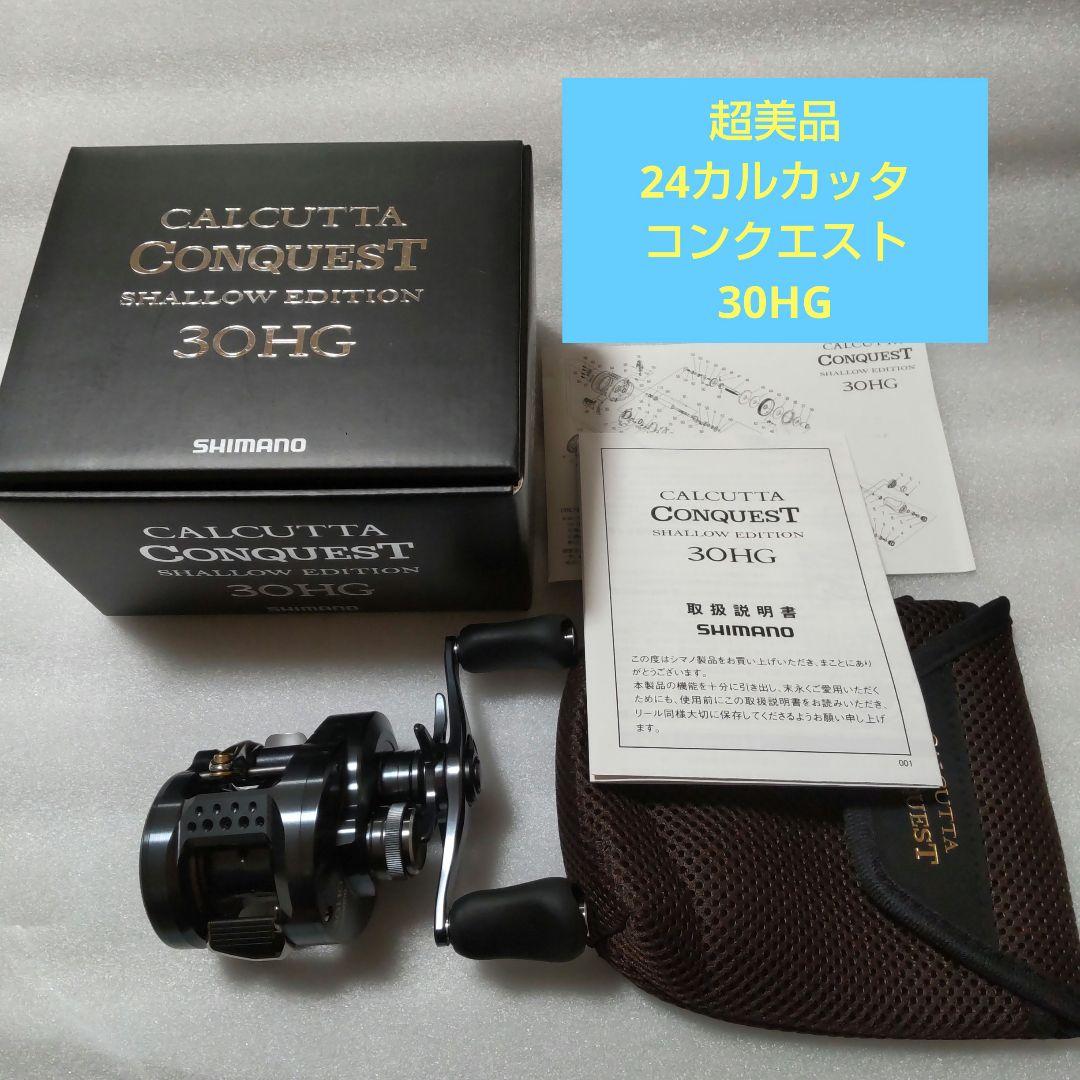 超美品
24カルカッタ
コンクエスト
30HG
CALCUTTA
CONQUEST
SHALLOW EDITION
30HG
SHIMANO
CALCUTTA
CONQUEST
SHALLOW EDITION
30HG
SHIMANO
CALCUTTA
CONQUEST
SHALLOW EDITION
30HG
CALCUTTA
CONQUEST
SHALLOW EDITION
30HG
取扱説明書
SHIMANO
この度はシマノ製品をお買い上げいただき、まことにあり
がとうございます。
本製品の機能を十分に引き出し、末永くご愛用いただく
ためにも、使用前にこの取扱説明書をお読みいただき、
リール同様大切に保存してくださるようお願い申し上げ
ます。
001